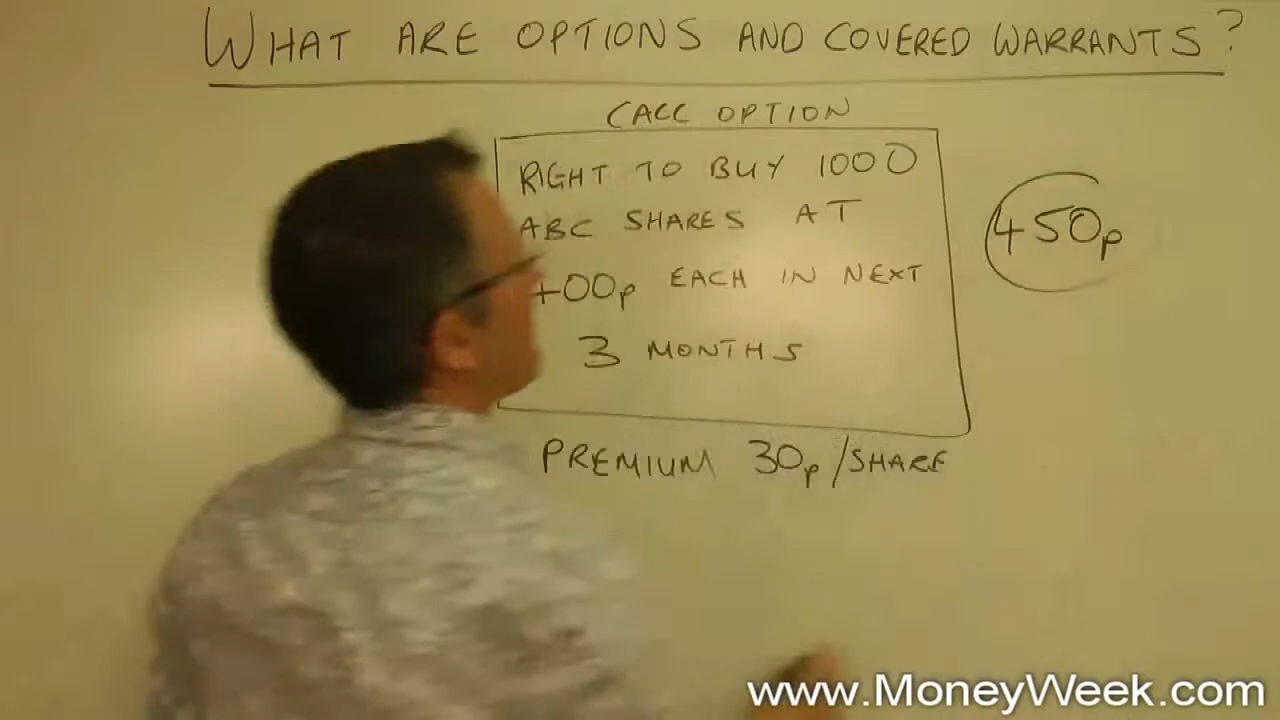 WHAT ARE OPTIONS AND COVERED WARRANTS?
CALL OPTION
RIGHT TO BUY 1000
ABC SHARES AT
400p EACH IN NEXT
3 MONTHS
450p
PREMIUM 30p/SHARE
www.MoneyWeek.com